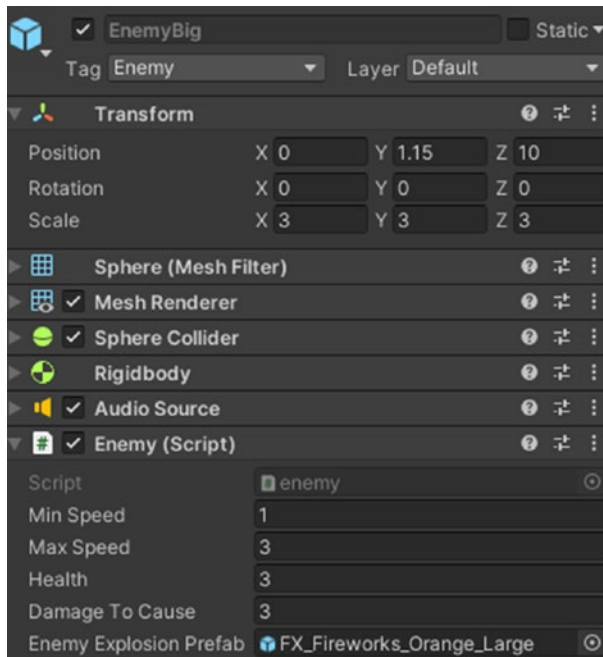 EnemyBig Static
Tag Enemy Layer Default
Transform
Position X 0 Y 1.15 Z 10
Rotation X 0 Y 0 Z 0
Scale X 3 Y 3 Z 3
Sphere (Mesh Filter)
Mesh Renderer
Sphere Collider
Rigidbody
Audio Source
# Enemy (Script)
Script # enemy
Min Speed 1
Max Speed 3
Health 3
Damage To Cause 3
Enemy Explosion Prefab FX_Fireworks_Orange_Large